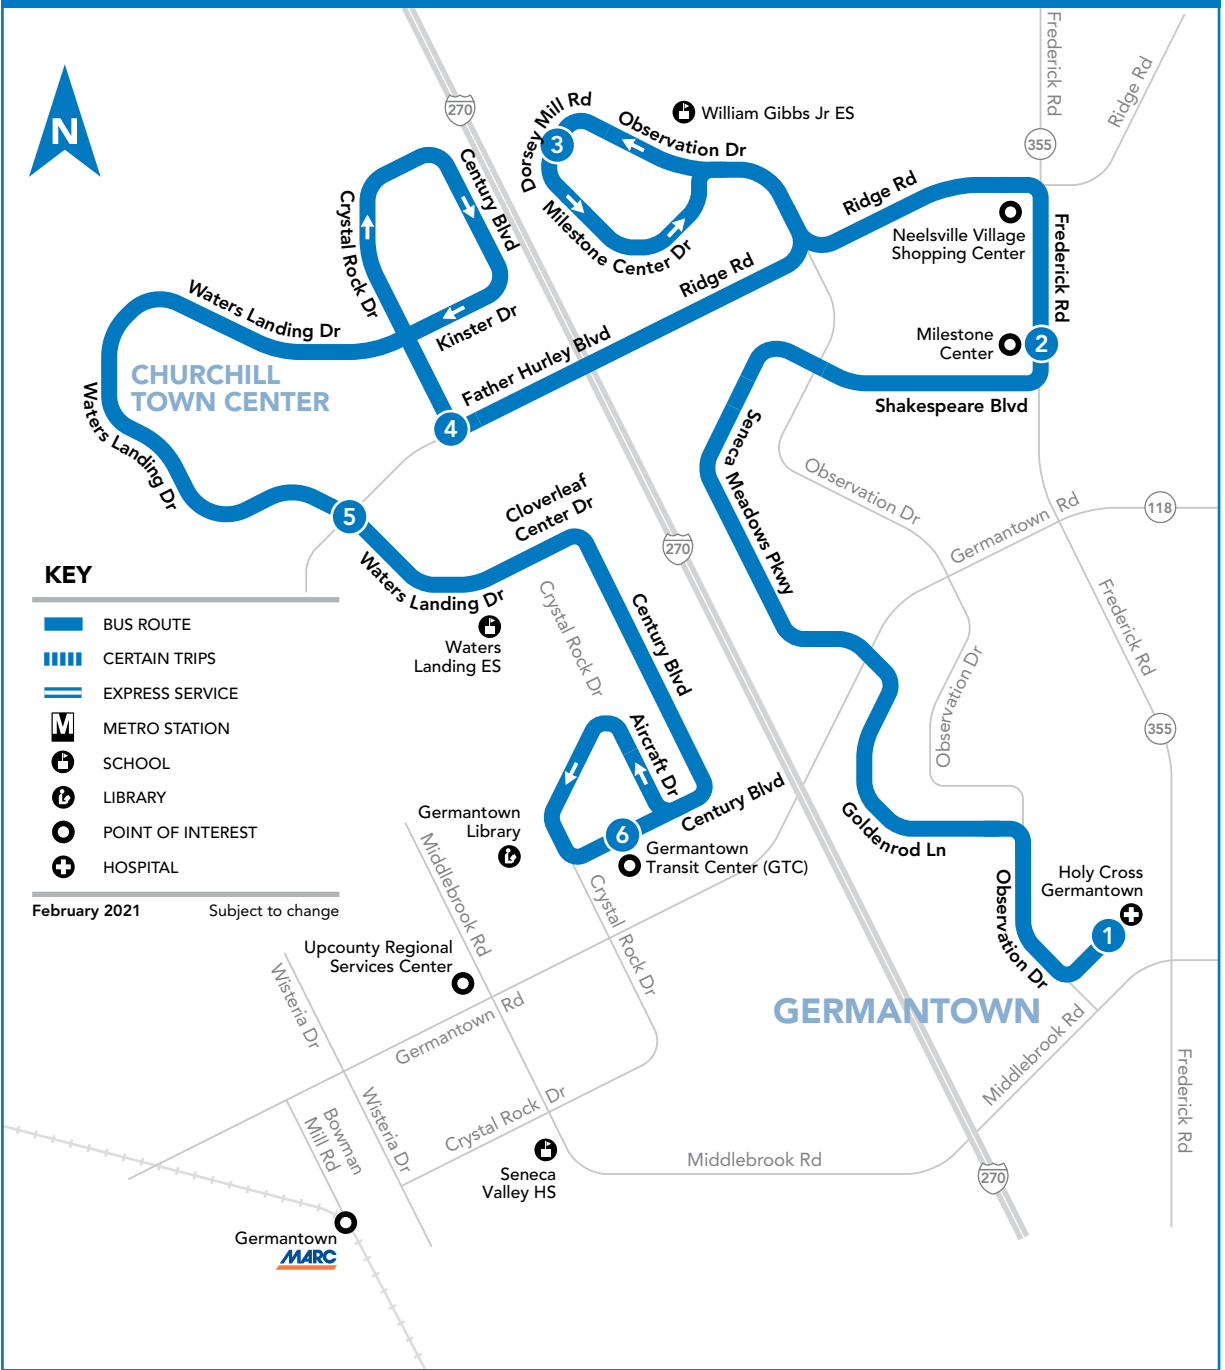 N
270
Frederick Rd
Ridge Rd
355
William Gibbs Jr ES
Dorsey Mill Rd
3
Observation Dr
Milestone Center Dr
Century Blvd
Crystal Rock Dr
Kinster Dr
Waters Landing Dr
Ridge Rd
Ridge Rd
Neelsville Village
Shopping Center
Frederick Rd
Milestone
Center
2
Father Hurley Blvd
CHURCHILL
TOWN CENTER
Waters Landing Dr
4
Shakespeare Blvd
Seneca Meadows Pkwy
Observation Dr
Germantown Rd
118
5
Cloverleaf
Center Dr
270
Waters Landing Dr
Waters
Landing ES
Crystal Rock Dr
Century Blvd
Frederick Rd
Observation Dr
355
KEY
BUS ROUTE
CERTAIN TRIPS
EXPRESS SERVICE
M
METRO STATION
SCHOOL
LIBRARY
POINT OF INTEREST
HOSPITAL
February 2021
Subject to change
Aircraft Dr
Century Blvd
Germantown
Library
6
Germantown
Transit Center (GTC)
Goldenrod Ln
Holy Cross
Germantown
1
Observation Dr
Middlebrook Rd
Crystal Rock Dr
Upcounty Regional
Services Center
Wisteria Dr
Germantown Rd
GERMANTOWN
Middlebrook Rd
Frederick Rd
Wisteria Dr
Bowman
Mill Rd
Crystal Rock Dr
Seneca
Valley HS
Middlebrook Rd
270
Germantown
MARC